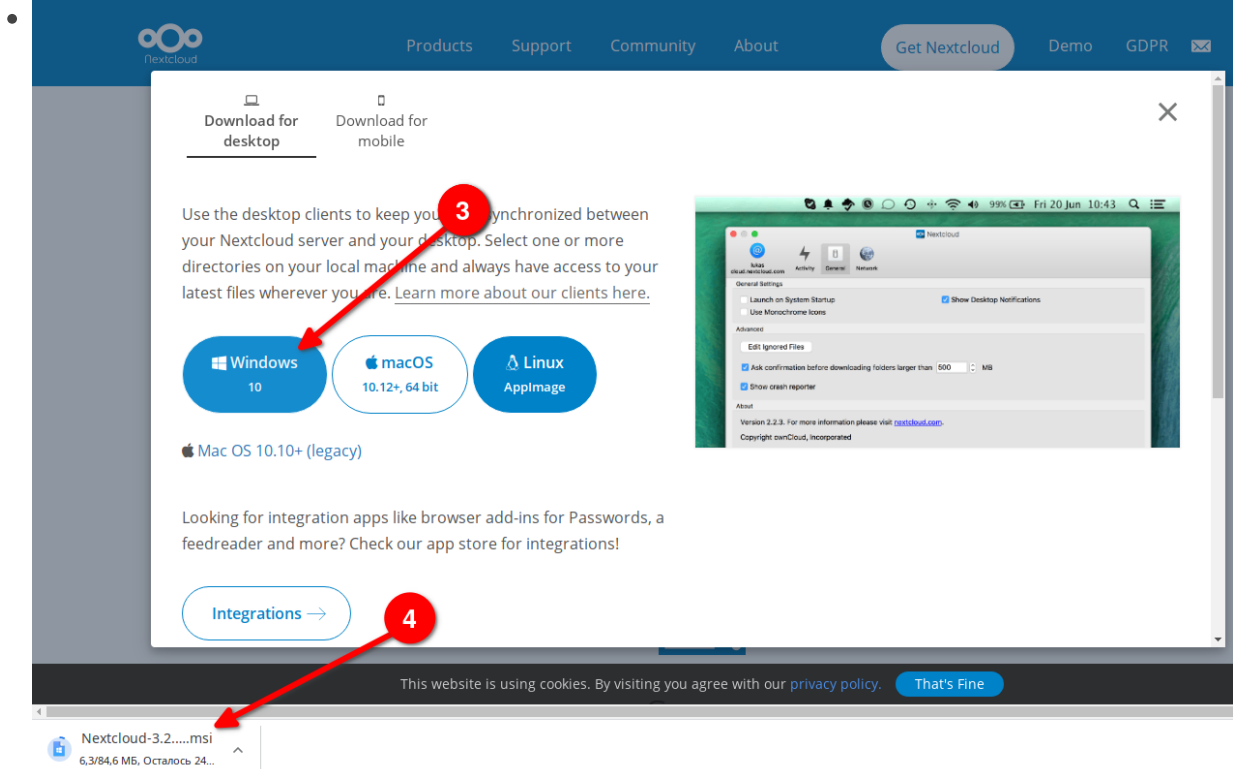 Nextcloud
Products Support Community About Get Nextcloud Demo GDPR
Download for desktop
Download for mobile
3
Use the desktop clients to keep you ynchronized between
your Nextcloud server and your desktop. Select one or more
directories on your local machine and always have access to your
latest files wherever you are. Learn more about our clients here.
Windows
10
macOS
10.12+, 64 bit
Linux
AppImage
Mac OS 10.10+ (legacy)
99% Fri 20 Jun 10:43
Nextcloud
lukas
cloud.nextcloud.com
Activity General Network
General Settings
Launch on System Startup Show Desktop Notifications
Use Monochrome Icons
Advanced
Edit Ignored Files
Ask confirmation before downloading folders larger than 500 MB
Show crash reporter
About
Version 2.2.3. For more information please visit nextcloud.com.
Copyright ownCloud, Incorporated
Looking for integration apps like browser add-ins for Passwords, a
feedreader and more? Check our app store for integrations!
Integrations →
4
This website is using cookies. By visiting you agree with our privacy policy. That's Fine
Nextcloud-3.2.....msi
6,3/84,6 МБ, Осталось 24...